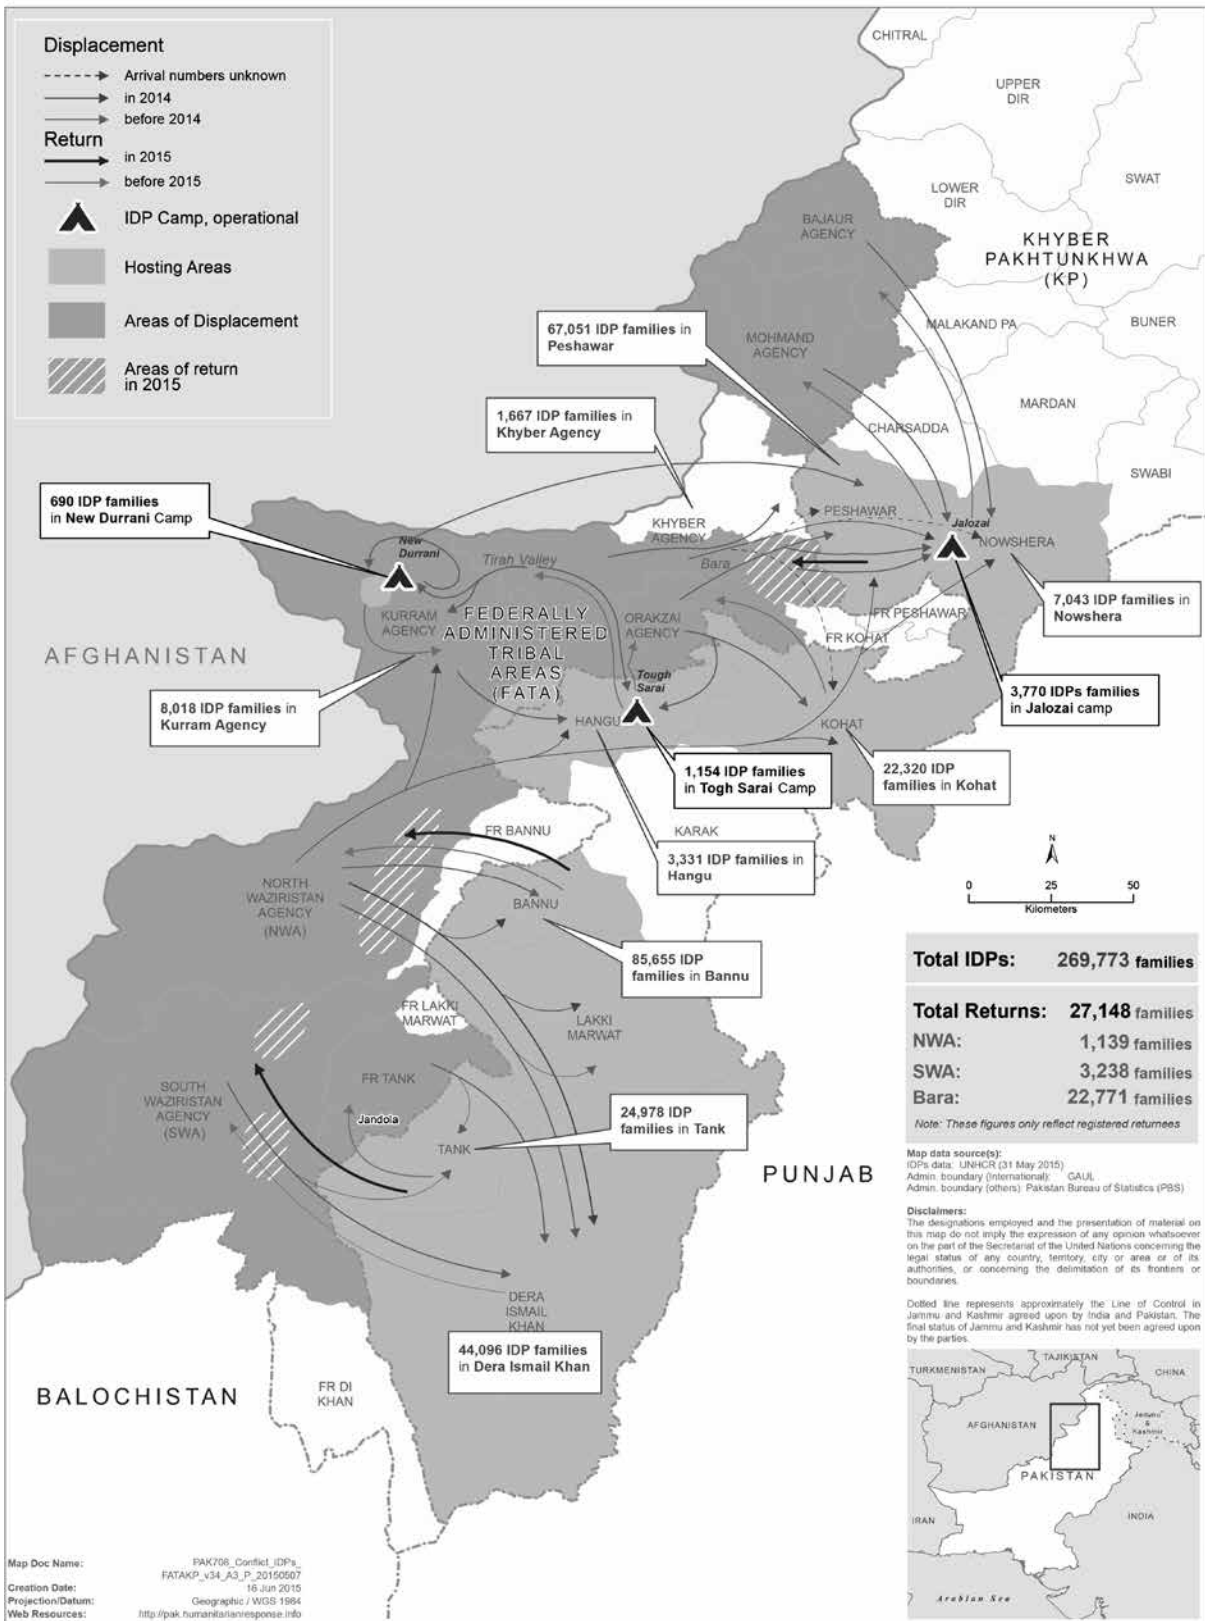 Displacement
Arrival numbers unknown
in 2014
before 2014
Return
in 2015
before 2015
IDP Camp, operational
Hosting Areas
Areas of Displacement
Areas of return
in 2015
CHITRAL
UPPER
DIR
LOWER
DIR
SWAT
BAJAUR
AGENCY
KHYBER
PAKHTUNKHWA
(KP)
MALAKAND PA
BUNER
67,051 IDP families in
Peshawar
MOHMAND
AGENCY
MARDAN
1,667 IDP families in
Khyber Agency
CHARSADDA
SWABI
690 IDP families
in New Durrani Camp
KHYBER
AGENCY
PESHAWAR
Jalozai
NOWSHERA
New
Durrani
Tirah Valley
Bara
7,043 IDP families in
Nowshera
KURRAM
AGENCY
FEDERALLY
ADMINISTERED
TRIBAL
AREAS
(FATA)
ORAKZAI
AGENCY
FR PESHAWAR
FR KOHAT
AFGHANISTAN
Tough
Sarai
8,018 IDP families in
Kurram Agency
3,770 IDPs families
in Jalozai camp
HANGU
KOHAT
1,154 IDP families
in Togh Sarai Camp
22,320 IDP
families in Kohat
FR BANNU
KARAK
3,331 IDP families in
Hangu
N
0 25 50
Kilometers
NORTH
WAZIRISTAN
AGENCY
(NWA)
BANNU
85,655 IDP
families in Bannu
Total IDPs: 269,773 families
FR LAKKI
MARWAT
LAKKI
MARWAT
Total Returns: 27,148 families
NWA: 1,139 families
SWA: 3,238 families
Bara: 22,771 families
Note: These figures only reflect registered returnees
FR TANK
SOUTH
WAZIRISTAN
AGENCY
(SWA)
Jandola
24,978 IDP
families in Tank
TANK
PUNJAB
Map data source(s):
IDPs data: UNHCR (31 May 2015)
Admin. boundary (International): GAUL
Admin. boundary (others): Pakistan Bureau of Statistics (PBS)
Disclaimers:
The designations employed and the presentation of material on
this map do not imply the expression of any opinion whatsoever
on the part of the Secretariat of the United Nations concerning the
legal status of any country, territory, city or area or of its
authorities, or concerning the delimitation of its frontiers or
boundaries.
Dotted line represents approximately the Line of Control in
Jammu and Kashmir agreed upon by India and Pakistan. The
final status of Jammu and Kashmir has not yet been agreed upon
by the parties.
DERA
ISMAIL
KHAN
44,096 IDP families
in Dera Ismail Khan
BALOCHISTAN
FR DI
KHAN
TURKMENISTAN
TAJIKISTAN
CHINA
AFGHANISTAN
Jammu
&
Kashmir
PAKISTAN
IRAN
INDIA
Arabian Sea
Map Doc Name: PAK708_Conflict_IDPs_
FATAKP_v34_A3_P_20150507
Creation Date: 16 Jun 2015
Projection/Datum: Geographic / WGS 1984
Web Resources: http://pak.humanitarianresponse.info